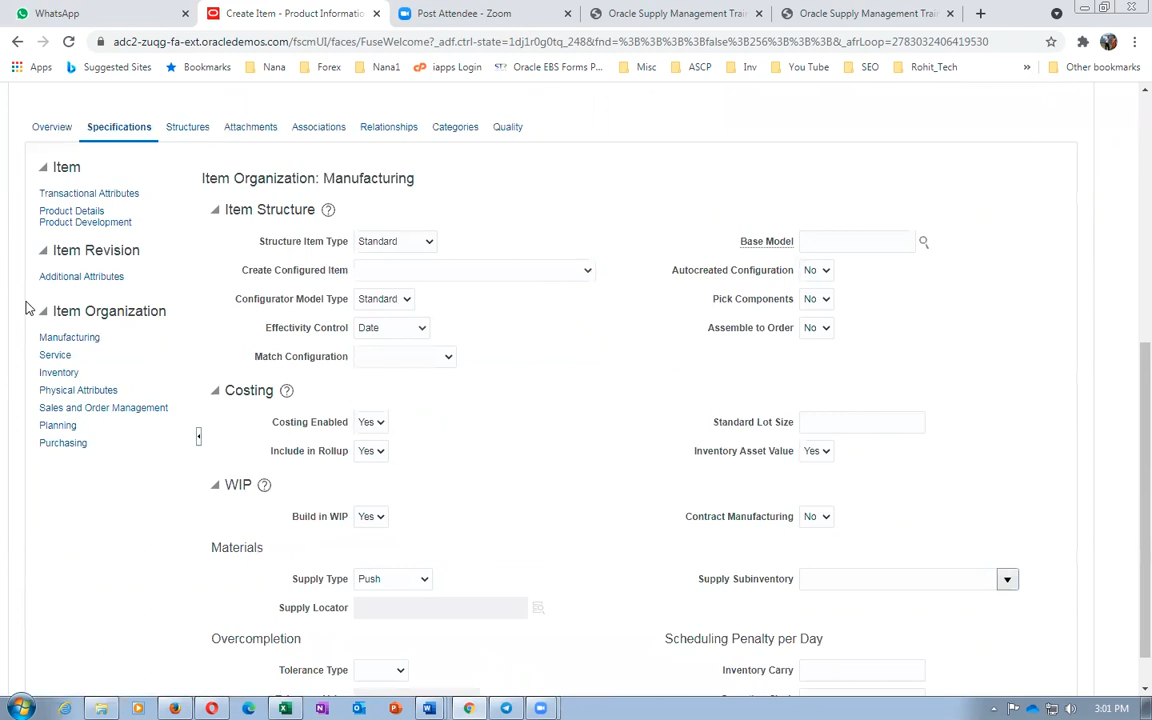 WhatsApp
Create Item - Product Informatio
Post Attendee - Zoom
Oracle Supply Management Trai
Oracle Supply Management Trai
adc2-zuqg-fa-ext.oracledemos.com/fscmUI/faces/FuseWelcome?_adf.ctrl-state=1dj1r0g0tq_248&fnd=%3B%3B%3B%3Bfalse%3B256%3B%3B%3B&_afrLoop=2783032406419530
Apps
Suggested Sites
Bookmarks
Nana
Forex
Nana1
iapps Login
Oracle EBS Forms P...
Misc
ASCP
Inv
You Tube
SEO
Rohit_Tech
»
Other bookmarks
Overview
Specifications
Structures
Attachments
Associations
Relationships
Categories
Quality
Item
Transactional Attributes
Product Details
Product Development
Item Revision
Additional Attributes
Item Organization
Manufacturing
Service
Inventory
Physical Attributes
Sales and Order Management
Planning
Purchasing
Item Organization: Manufacturing
Item Structure
Structure Item Type Standard
Base Model
Create Configured Item
Autocreated Configuration No
Configurator Model Type Standard
Pick Components No
Effectivity Control Date
Assemble to Order No
Match Configuration
Costing
Costing Enabled Yes
Standard Lot Size
Include in Rollup Yes
Inventory Asset Value Yes
WIP
Build in WIP Yes
Contract Manufacturing No
Materials
Supply Type Push
Supply Subinventory
Supply Locator
Overcompletion
Scheduling Penalty per Day
Tolerance Type
Inventory Carry
3:01 PM